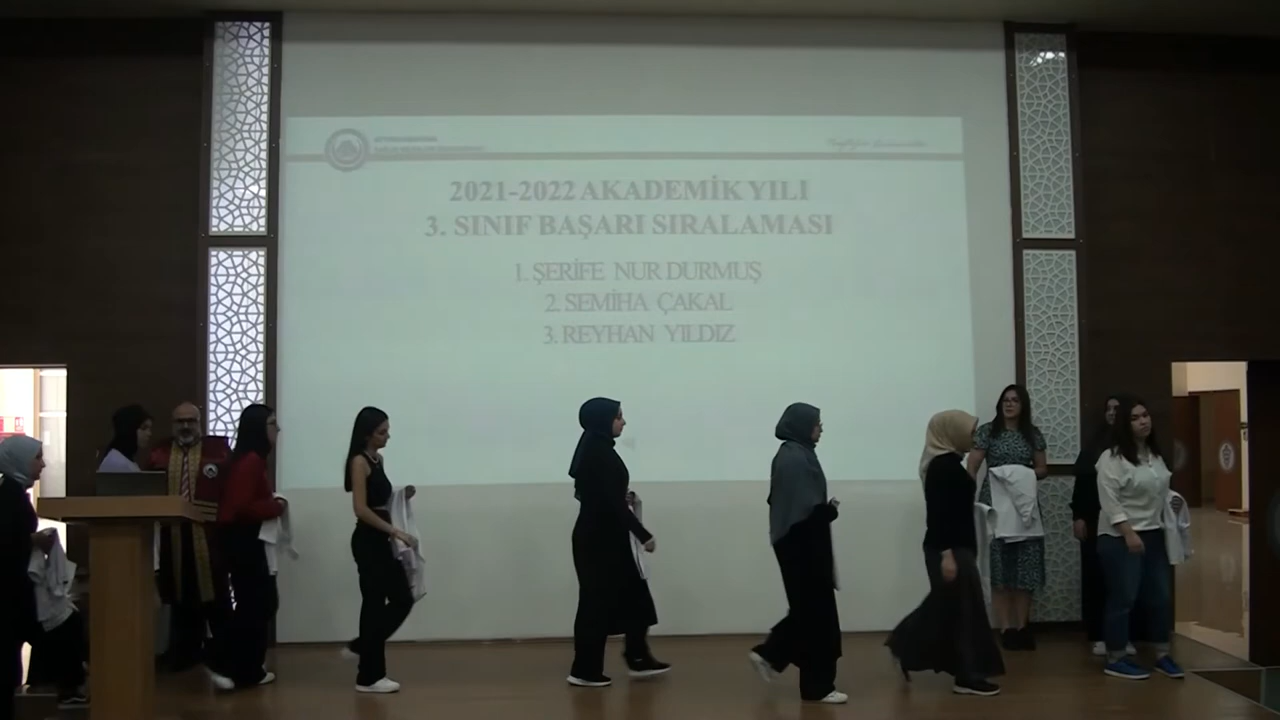 2021-2022 AKADEMİK YILI
3. SINIF BAŞARI SIRALAMASI
1. ŞERİFE NUR DURMUŞ
2. SEMİHA ÇAKAL
3. REYHAN YILDIZ